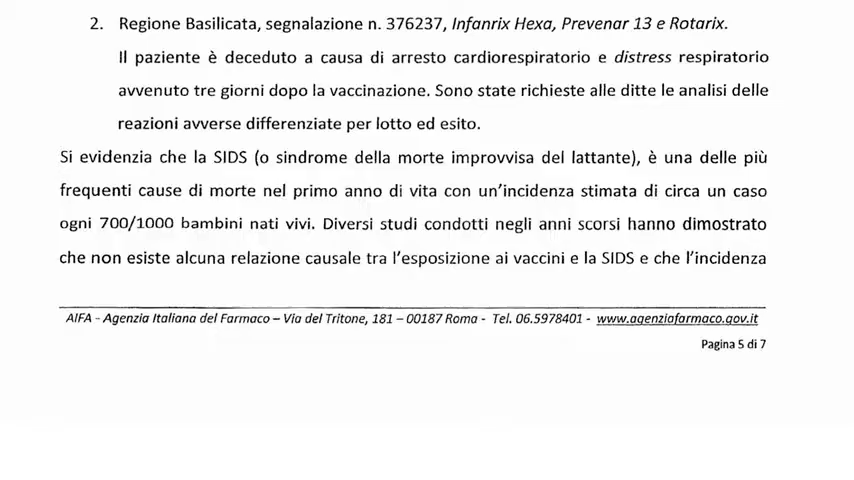 2. Regione Basilicata, segnalazione n. 376237, Infanrix Hexa, Prevenar 13 e Rotarix.
Il paziente è deceduto a causa di arresto cardiorespiratorio e distress respiratorio
avvenuto tre giorni dopo la vaccinazione. Sono state richieste alle ditte le analisi delle
reazioni avverse differenziate per lotto ed esito.
Si evidenzia che la SIDS (o sindrome della morte improvvisa del lattante), è una delle più
frequenti cause di morte nel primo anno di vita con un'incidenza stimata di circa un caso
ogni 700/1000 bambini nati vivi. Diversi studi condotti negli anni scorsi hanno dimostrato
che non esiste alcuna relazione causale tra l'esposizione ai vaccini e la SIDS e che l'incidenza
AIFA - Agenzia Italiana del Farmaco – Via del Tritone, 181 – 00187 Roma - Tel. 06.5978401 - www.agenziafarmaco.gov.it
Pagina 5 di 7